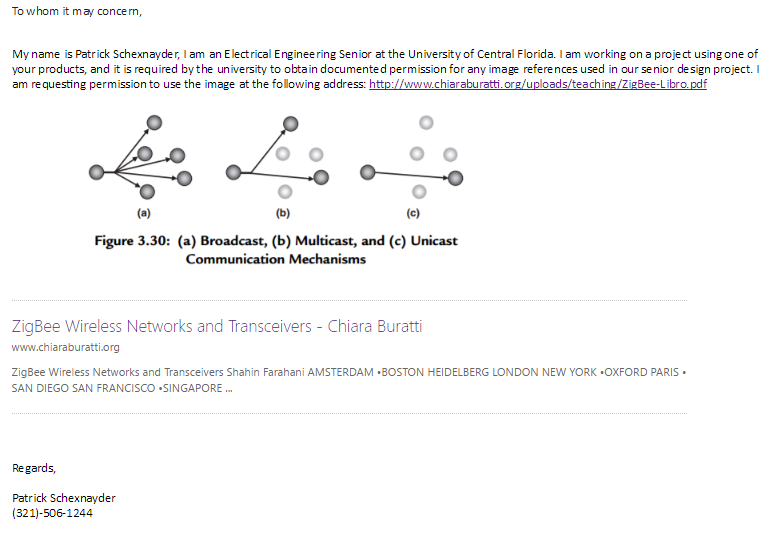 To whom it may concern,
My name is Patrick Schexnayder, I am an Electrical Engineering Senior at the University of Central Florida. I am working on a project using one of
your products, and it is required by the university to obtain documented permission for any image references used in our senior design project. I
am requesting permission to use the image at the following address: http://www.chiaraburatti.org/uploads/teaching/ZigBee-Libro.pdf
(a) (b) (c)
Figure 3.30: (a) Broadcast, (b) Multicast, and (c) Unicast
Communication Mechanisms
ZigBee Wireless Networks and Transceivers - Chiara Buratti
www.chiaraburatti.org
ZigBee Wireless Networks and Transceivers Shahin Farahani AMSTERDAM •BOSTON HEIDELBERG LONDON NEW YORK •OXFORD PARIS •
SAN DIEGO SAN FRANCISCO •SINGAPORE ...
Regards,
Patrick Schexnayder
(321)-506-1244